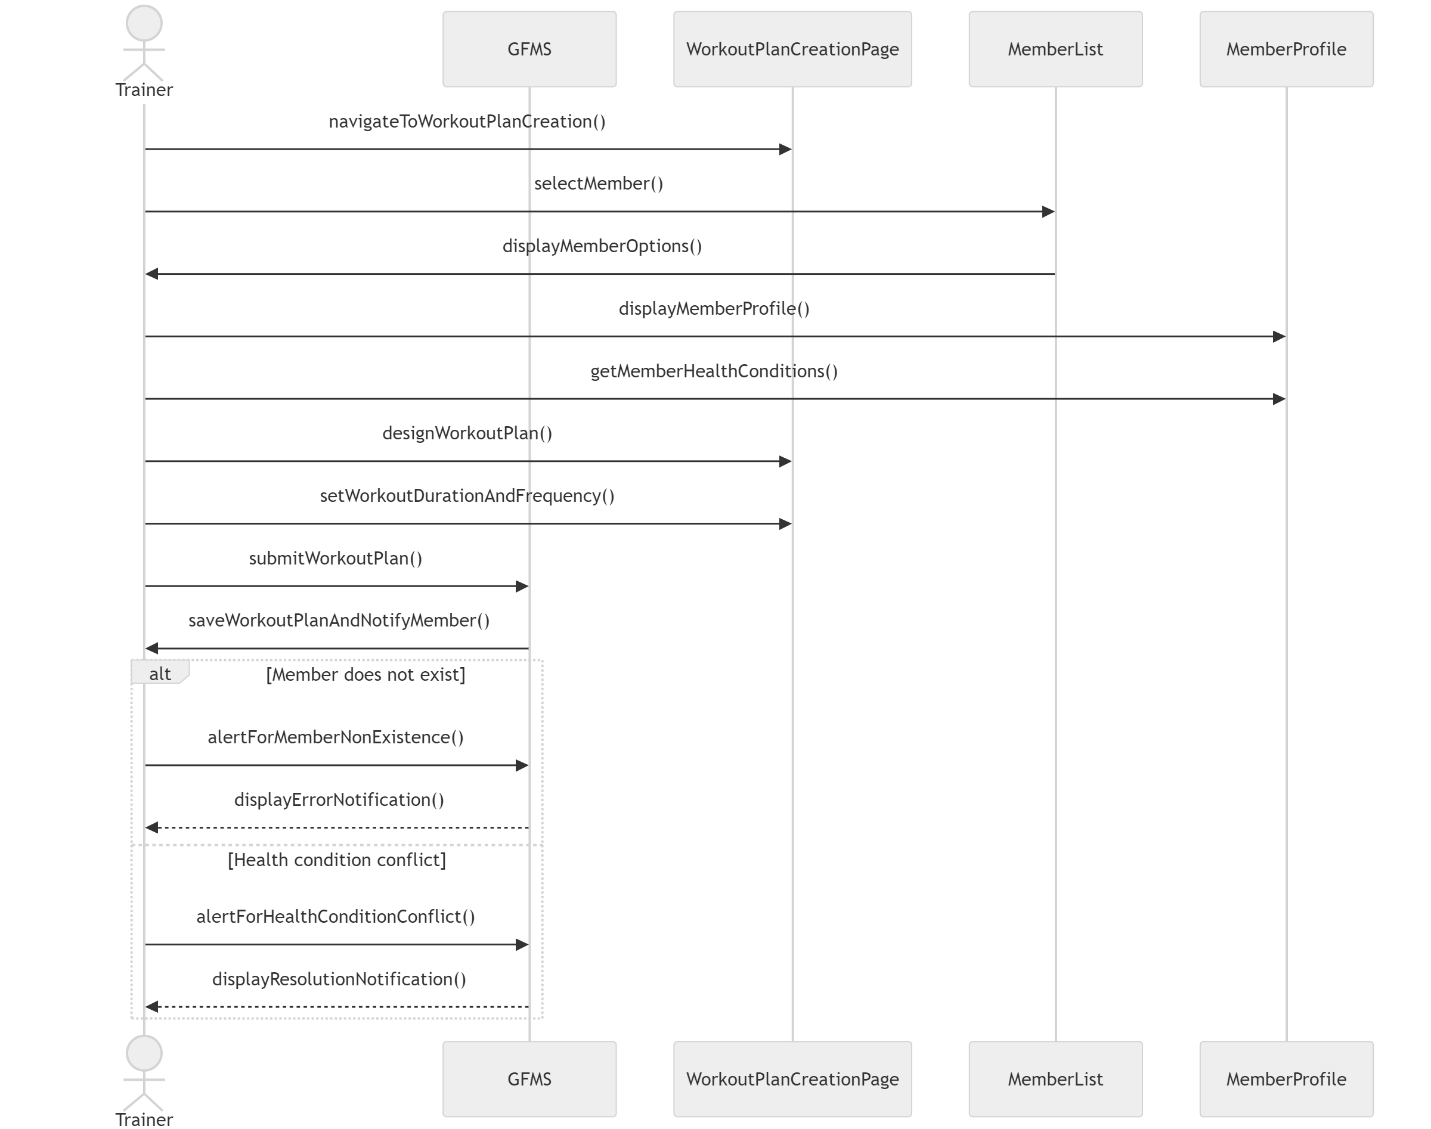 Trainer
GFMS
WorkoutPlanCreationPage
MemberList
MemberProfile
navigateToWorkoutPlanCreation()
selectMember()
displayMemberOptions()
displayMemberProfile()
getMemberHealthConditions()
designWorkoutPlan()
setWorkoutDurationAndFrequency()
submitWorkoutPlan()
saveWorkoutPlanAndNotifyMember()
alt
[Member does not exist]
alertForMemberNonExistence()
displayErrorNotification()
[Health condition conflict]
alertForHealthConditionConflict()
displayResolutionNotification()
Trainer
GFMS
WorkoutPlanCreationPage
MemberList
MemberProfile